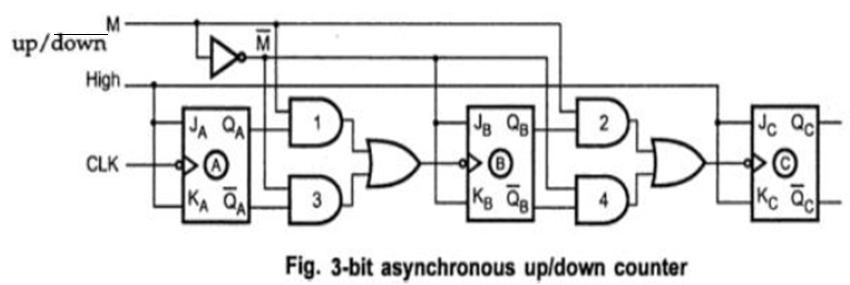 M
up/d̅o̅w̅n̅
M̅
High
CLK
J_A Q_A
A
K_A Q̅_A
1
3
J_B Q_B
B
K_B Q̅_B
2
4
J_C Q_C
C
K_C Q̅_C
Fig. 3-bit asynchronous up/down counter